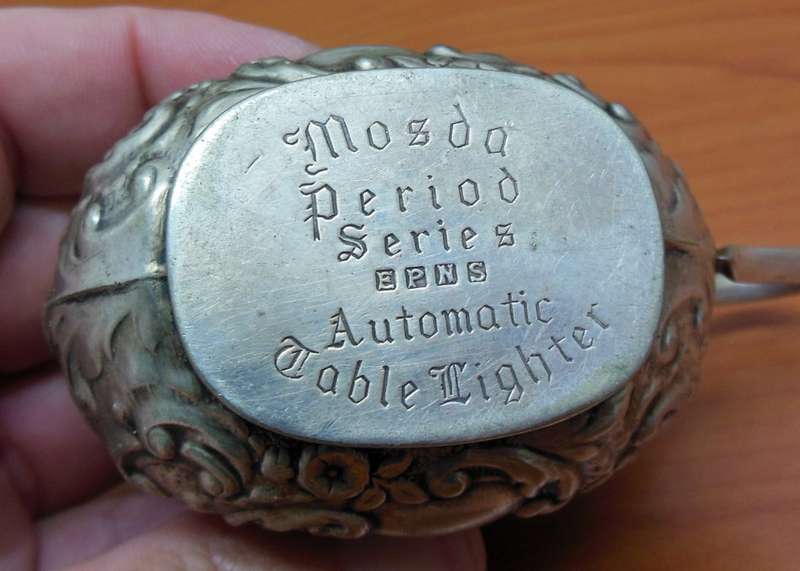 Mosda
Period
Series
EPNS
Automatic
Table Lighter